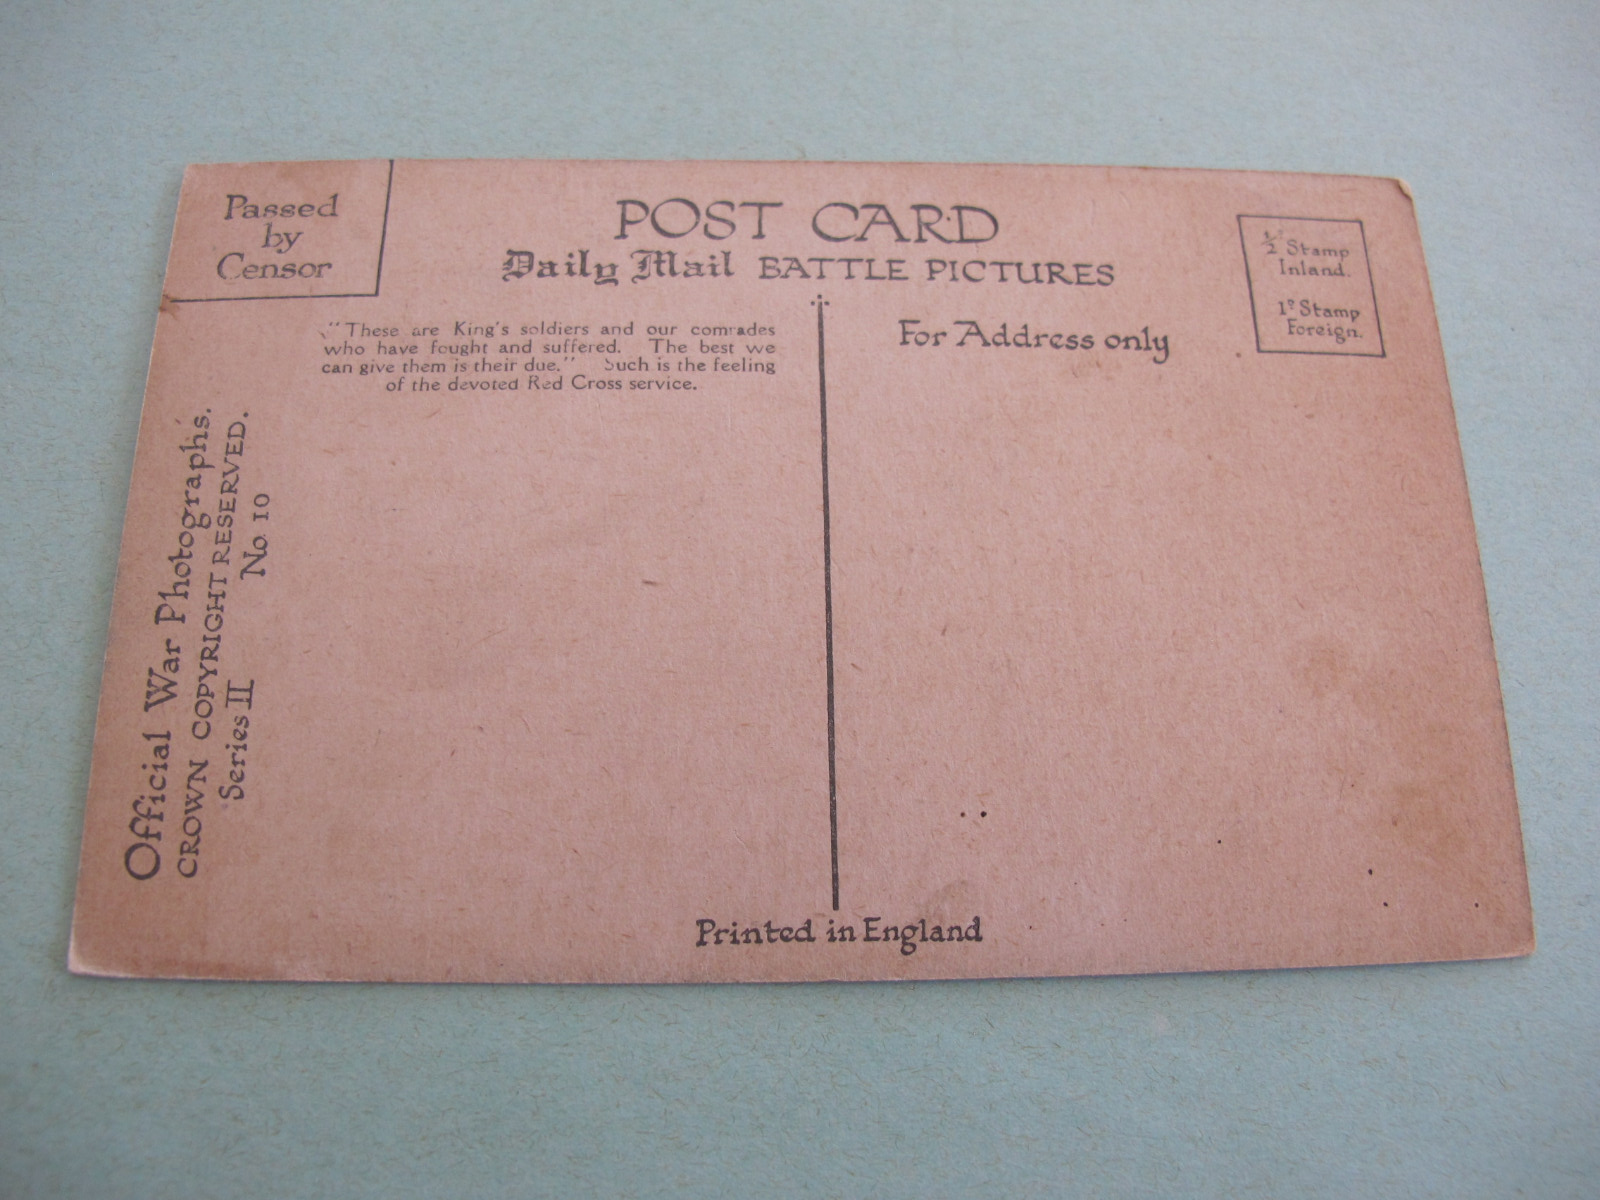 Passed
by
Censor
POST CARD
Daily Mail BATTLE PICTURES
"These are King's soldiers and our comrades
who have fought and suffered. The best we
can give them is their due." Such is the feeling
of the devoted Red Cross service.
For Address only
½ᵈ Stamp
Inland.
1ᴰ Stamp
Foreign.
Official War Photographs.
CROWN COPYRIGHT RESERVED.
Series II No. 10
Printed in England